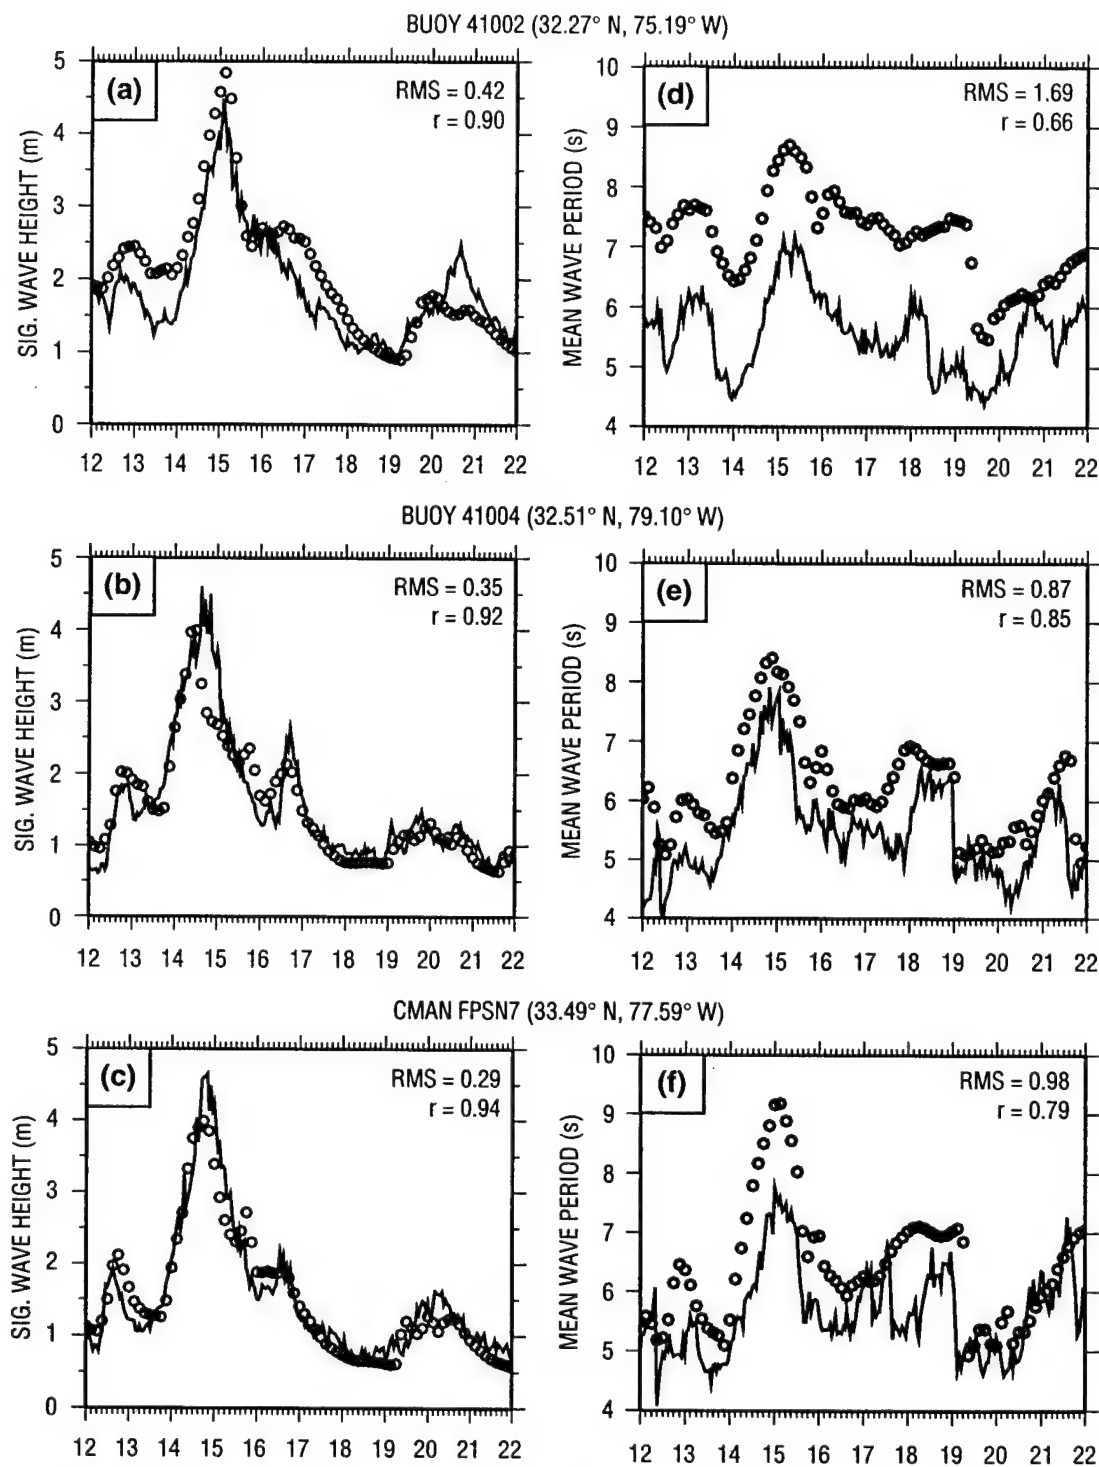 BUOY 41002 (32.27° N, 75.19° W)
(a)
RMS = 0.42
r = 0.90
SIG. WAVE HEIGHT (m)
5
4
3
2
1
0
12 13 14 15 16 17 18 19 20 21 22
(d)
RMS = 1.69
r = 0.66
MEAN WAVE PERIOD (s)
10
9
8
7
6
5
4
12 13 14 15 16 17 18 19 20 21 22
BUOY 41004 (32.51° N, 79.10° W)
(b)
RMS = 0.35
r = 0.92
SIG. WAVE HEIGHT (m)
5
4
3
2
1
0
12 13 14 15 16 17 18 19 20 21 22
(e)
RMS = 0.87
r = 0.85
MEAN WAVE PERIOD (s)
10
9
8
7
6
5
4
12 13 14 15 16 17 18 19 20 21 22
CMAN FPSN7 (33.49° N, 77.59° W)
(c)
RMS = 0.29
r = 0.94
SIG. WAVE HEIGHT (m)
5
4
3
2
1
0
12 13 14 15 16 17 18 19 20 21 22
(f)
RMS = 0.98
r = 0.79
MEAN WAVE PERIOD (s)
10
9
8
7
6
5
4
12 13 14 15 16 17 18 19 20 21 22